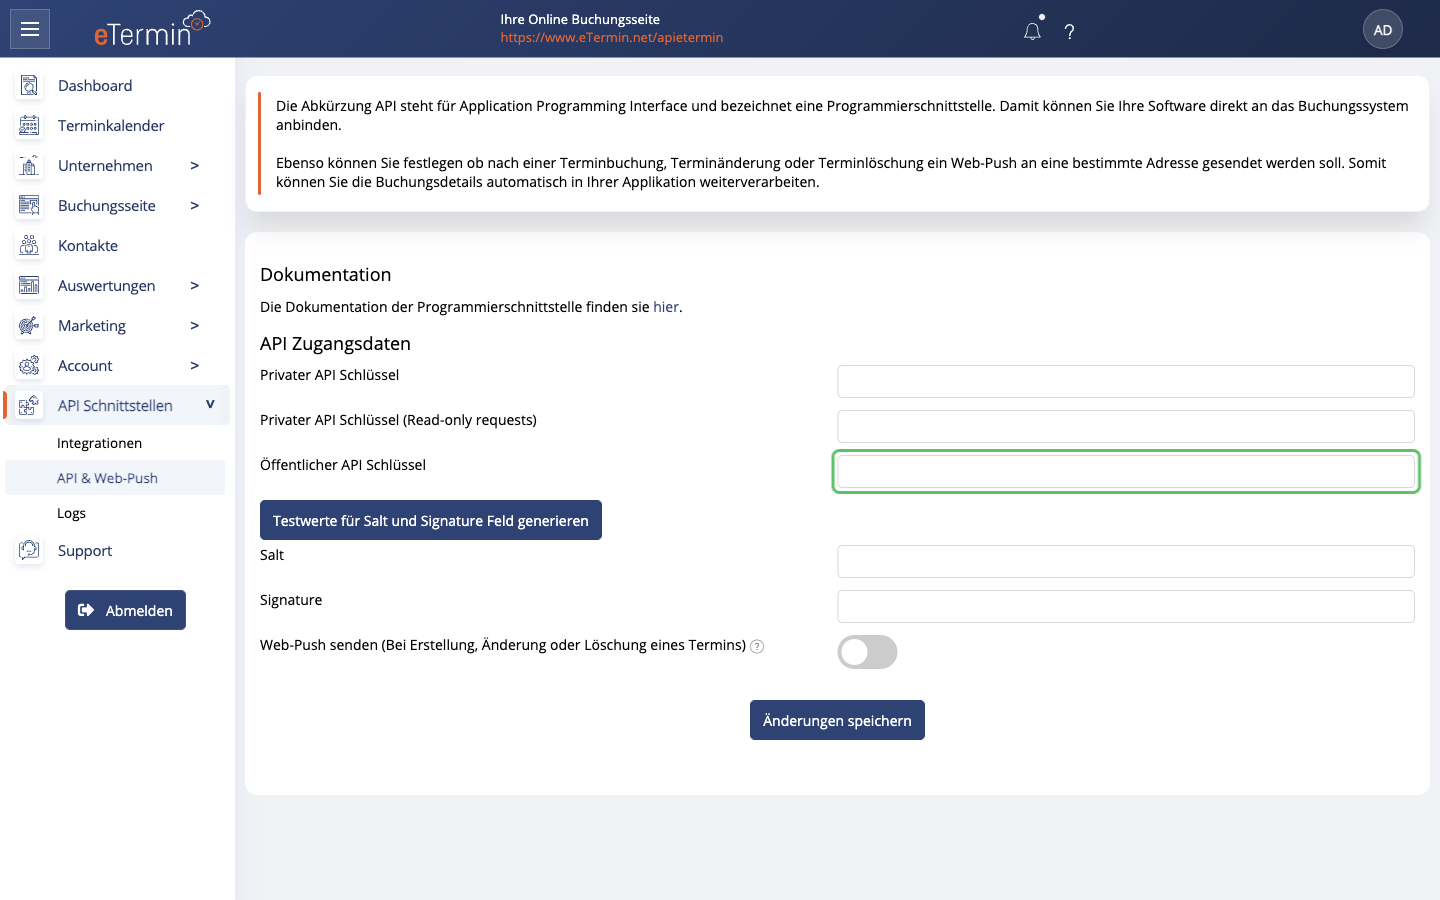 eTermin
Ihre Online Buchungsseite
https://www.eTermin.net/apietermin
?
AD
Dashboard
Terminkalender
Unternehmen >
Buchungsseite >
Kontakte
Auswertungen >
Marketing >
Account >
API Schnittstellen v
Integrationen
API & Web-Push
Logs
Support
Abmelden
Die Abkürzung API steht für Application Programming Interface und bezeichnet eine Programmierschnittstelle. Damit können Sie Ihre Software direkt an das Buchungssystem
anbinden.
Ebenso können Sie festlegen ob nach einer Terminbuchung, Terminänderung oder Terminlöschung ein Web-Push an eine bestimmte Adresse gesendet werden soll. Somit
können Sie die Buchungsdetails automatisch in Ihrer Applikation weiterverarbeiten.
Dokumentation
Die Dokumentation der Programmierschnittstelle finden sie hier.
API Zugangsdaten
Privater API Schlüssel
Privater API Schlüssel (Read-only requests)
Öffentlicher API Schlüssel
Testwerte für Salt und Signature Feld generieren
Salt
Signature
Web-Push senden (Bei Erstellung, Änderung oder Löschung eines Termins) ?
Änderungen speichern